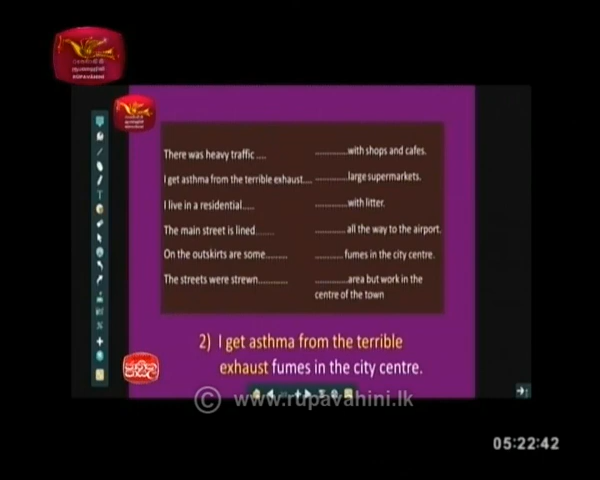 RUPAVAHINI
There was heavy traffic ....
..............with shops and cafes.
I get asthma from the terrible exhaust....
..............large supermarkets.
I live in a residential.....
..............with litter.
The main street is lined.......
............. all the way to the airport.
On the outskirts are some.........
............ fumes in the city centre.
The streets were strewn............
..............area but work in the
centre of the town
2) I get asthma from the terrible
exhaust fumes in the city centre.
© www.rupavahini.lk
05:22:42